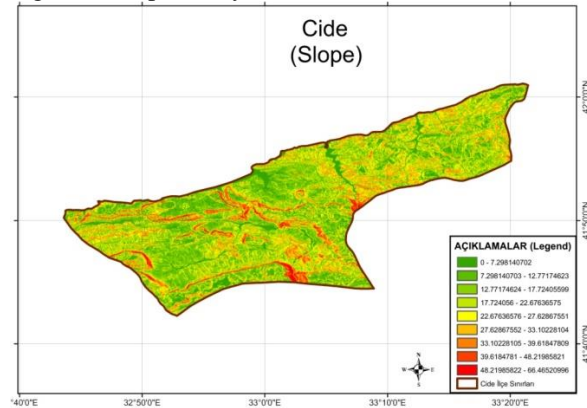 Cide
(Slope)
AÇIKLAMALAR (Legend)
0 - 7.298140702
7.298140703 - 12.77174623
12.77174624 - 17.72405599
17.724056 - 22.67636575
22.67636576 - 27.62867551
27.62867552 - 33.10228104
33.10228105 - 39.61847809
39.6184781 - 48.21985821
48.21985822 - 66.46520996
Cide İlçe Sınırları
N
W
E
S
32°50'0"E
33°0'0"E
33°10'0"E
33°20'0"E